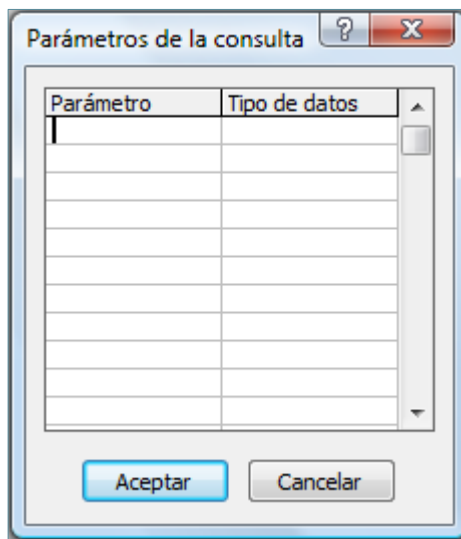 Parámetros de la consulta
Parámetro Tipo de datos
Aceptar Cancelar